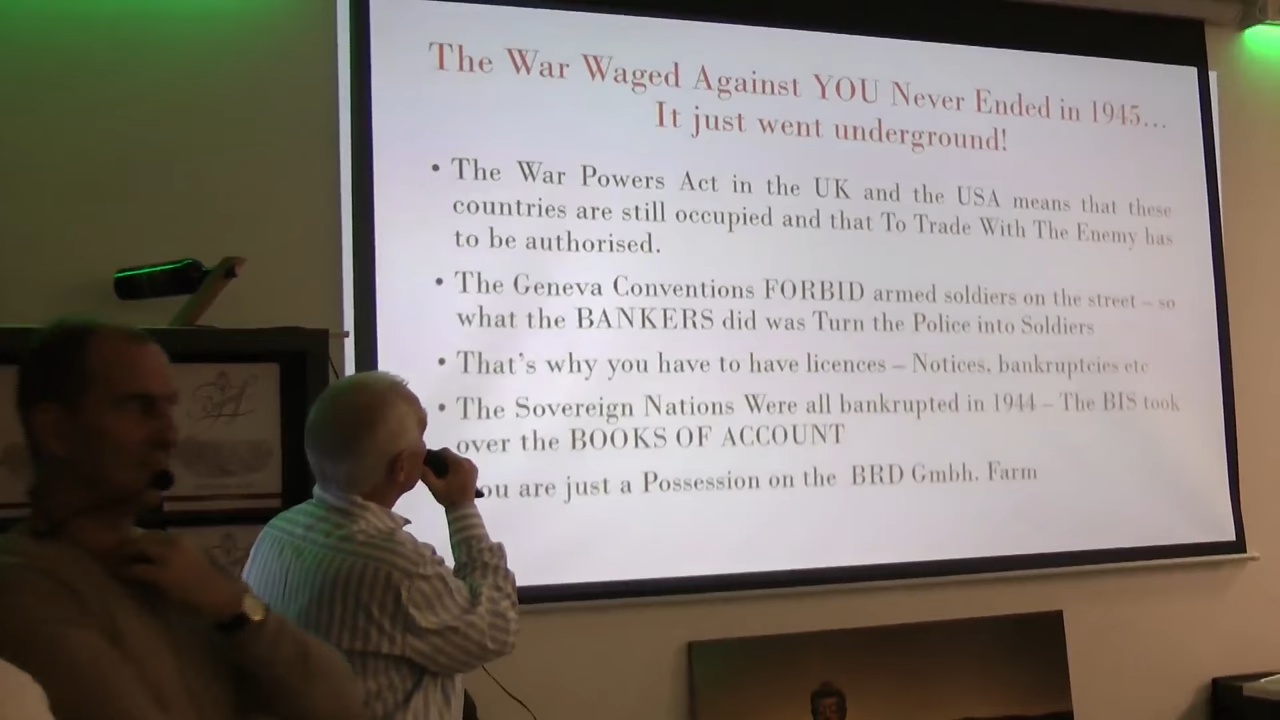 The War Waged Against YOU Never Ended in 1945...
It just went underground!
• The War Powers Act in the UK and the USA means that these
countries are still occupied and that To Trade With The Enemy has
to be authorised.
• The Geneva Conventions FORBID armed soldiers on the street – so
what the BANKERS did was Turn the Police into Soldiers
• That's why you have to have licences – Notices, bankruptcies etc
• The Sovereign Nations Were all bankrupted in 1944 – The BIS took
over the BOOKS OF ACCOUNT
ou are just a Possession on the BRD Gmbh. Farm